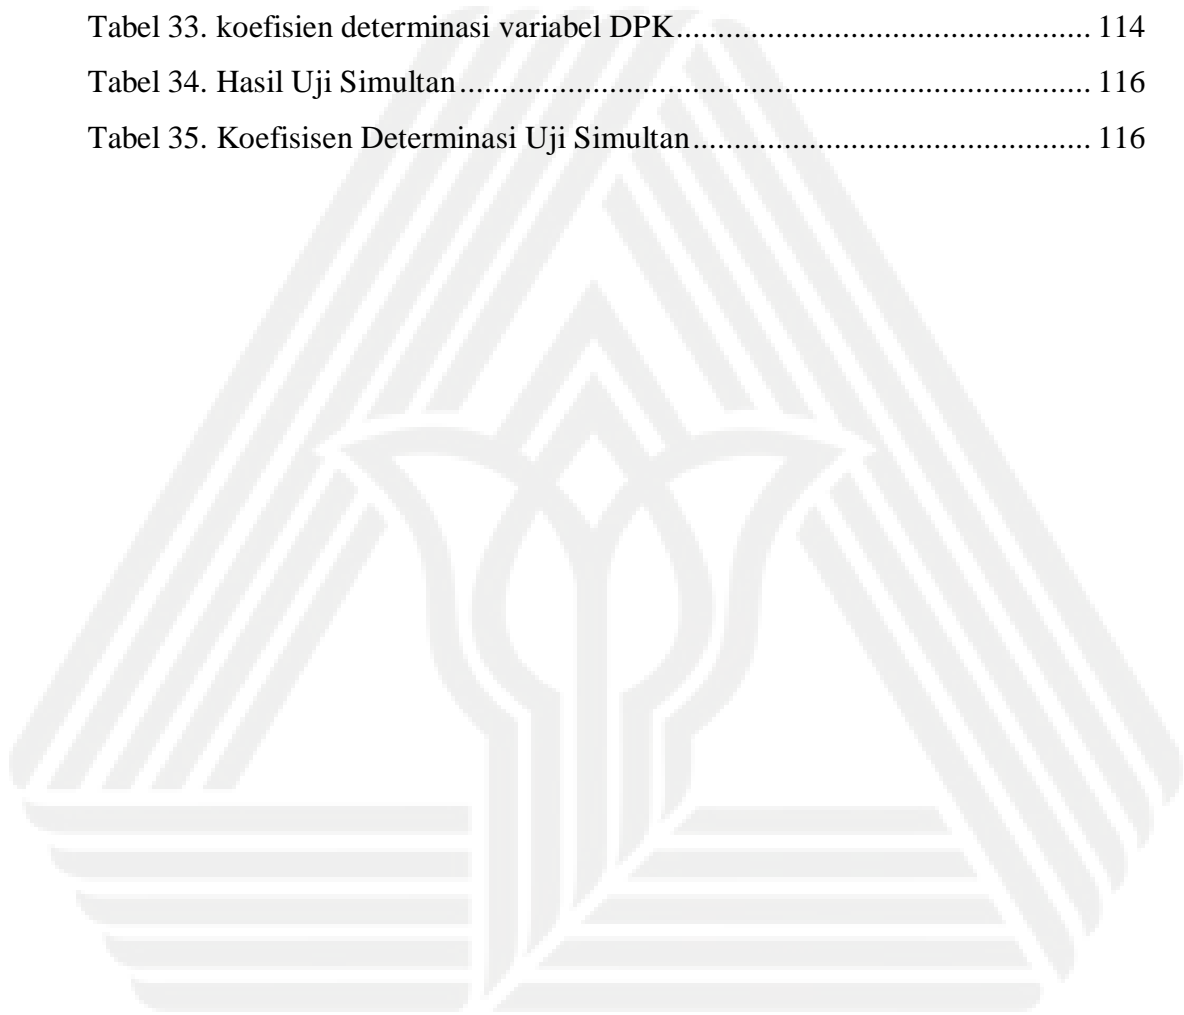 Tabel 33. koefisien determinasi variabel DPK.................................................. 114
Tabel 34. Hasil Uji Simultan............................................................................. 116
Tabel 35. Koefisisen Determinasi Uji Simultan................................................ 116